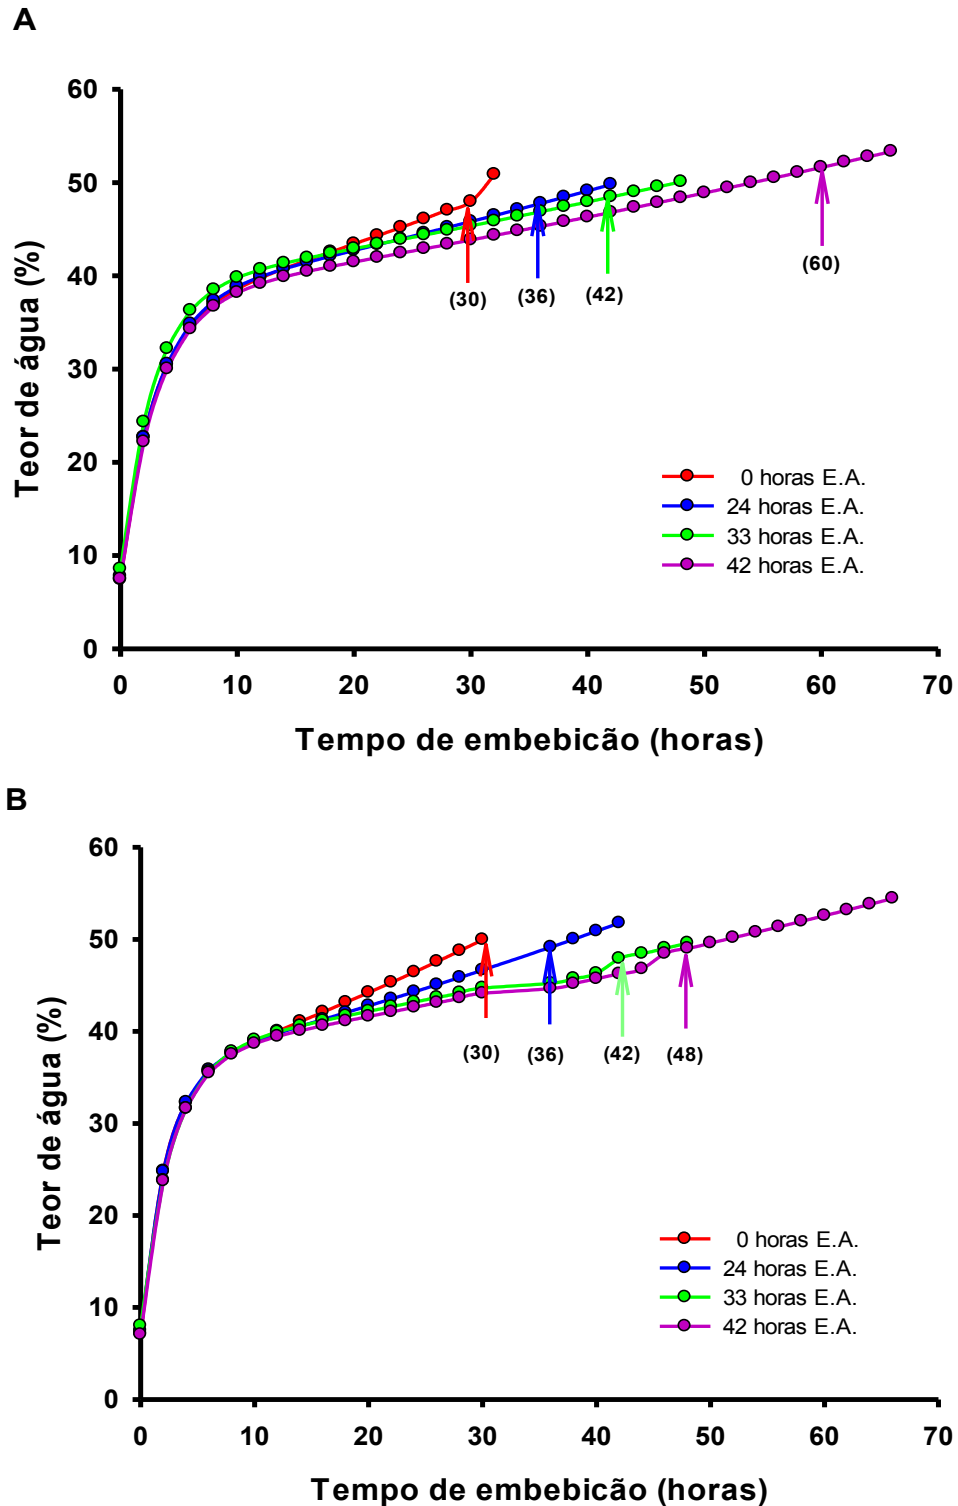 A
Teor de água (%)
60
50
40
30
20
10
0
(30)
(36)
(42)
(60)
0 horas E.A.
24 horas E.A.
33 horas E.A.
42 horas E.A.
0 10 20 30 40 50 60 70
Tempo de embebicão (horas)
B
Teor de água (%)
60
50
40
30
20
10
0
(30)
(36)
(42)
(48)
0 horas E.A.
24 horas E.A.
33 horas E.A.
42 horas E.A.
0 10 20 30 40 50 60 70
Tempo de embebicão (horas)